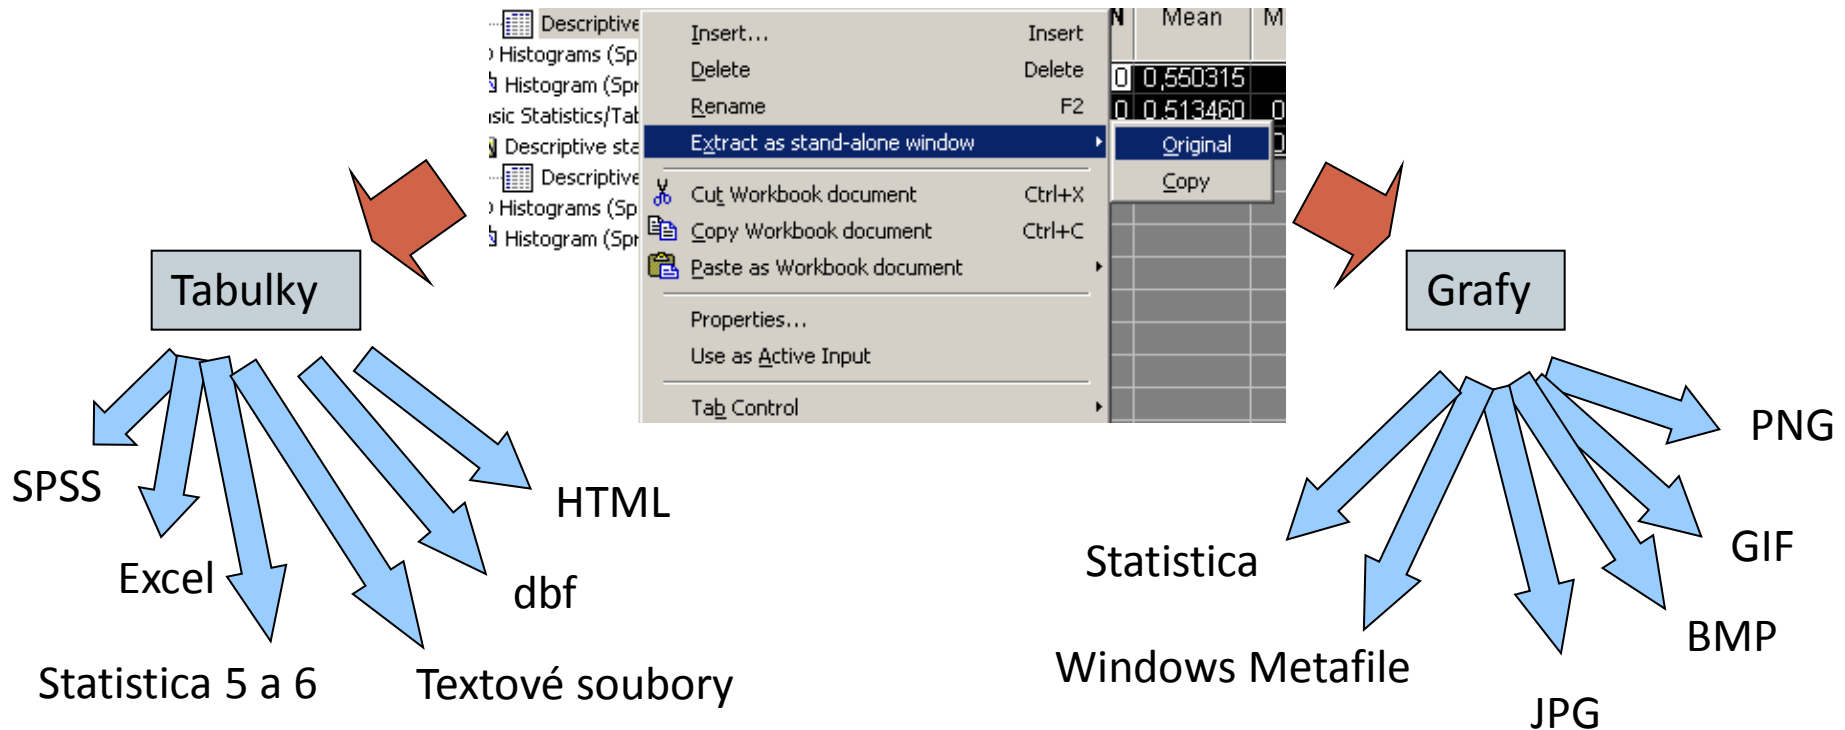 Descriptive
Histograms (Sp
Histogram (Spr
sic Statistics/Tab
Descriptive sta
Descriptive
Histograms (Sp
Histogram (Spr
Insert... Insert
Delete Delete
Rename F2
Extract as stand-alone window
Cut Workbook document Ctrl+X
Copy Workbook document Ctrl+C
Paste as Workbook document
Properties...
Use as Active Input
Tab Control
Original
Copy
N Mean M
0 0,550315
0 0,513460 0
0
Tabulky
SPSS
Excel
Statistica 5 a 6
Textové soubory
dbf
HTML
Grafy
Statistica
Windows Metafile
JPG
BMP
GIF
PNG